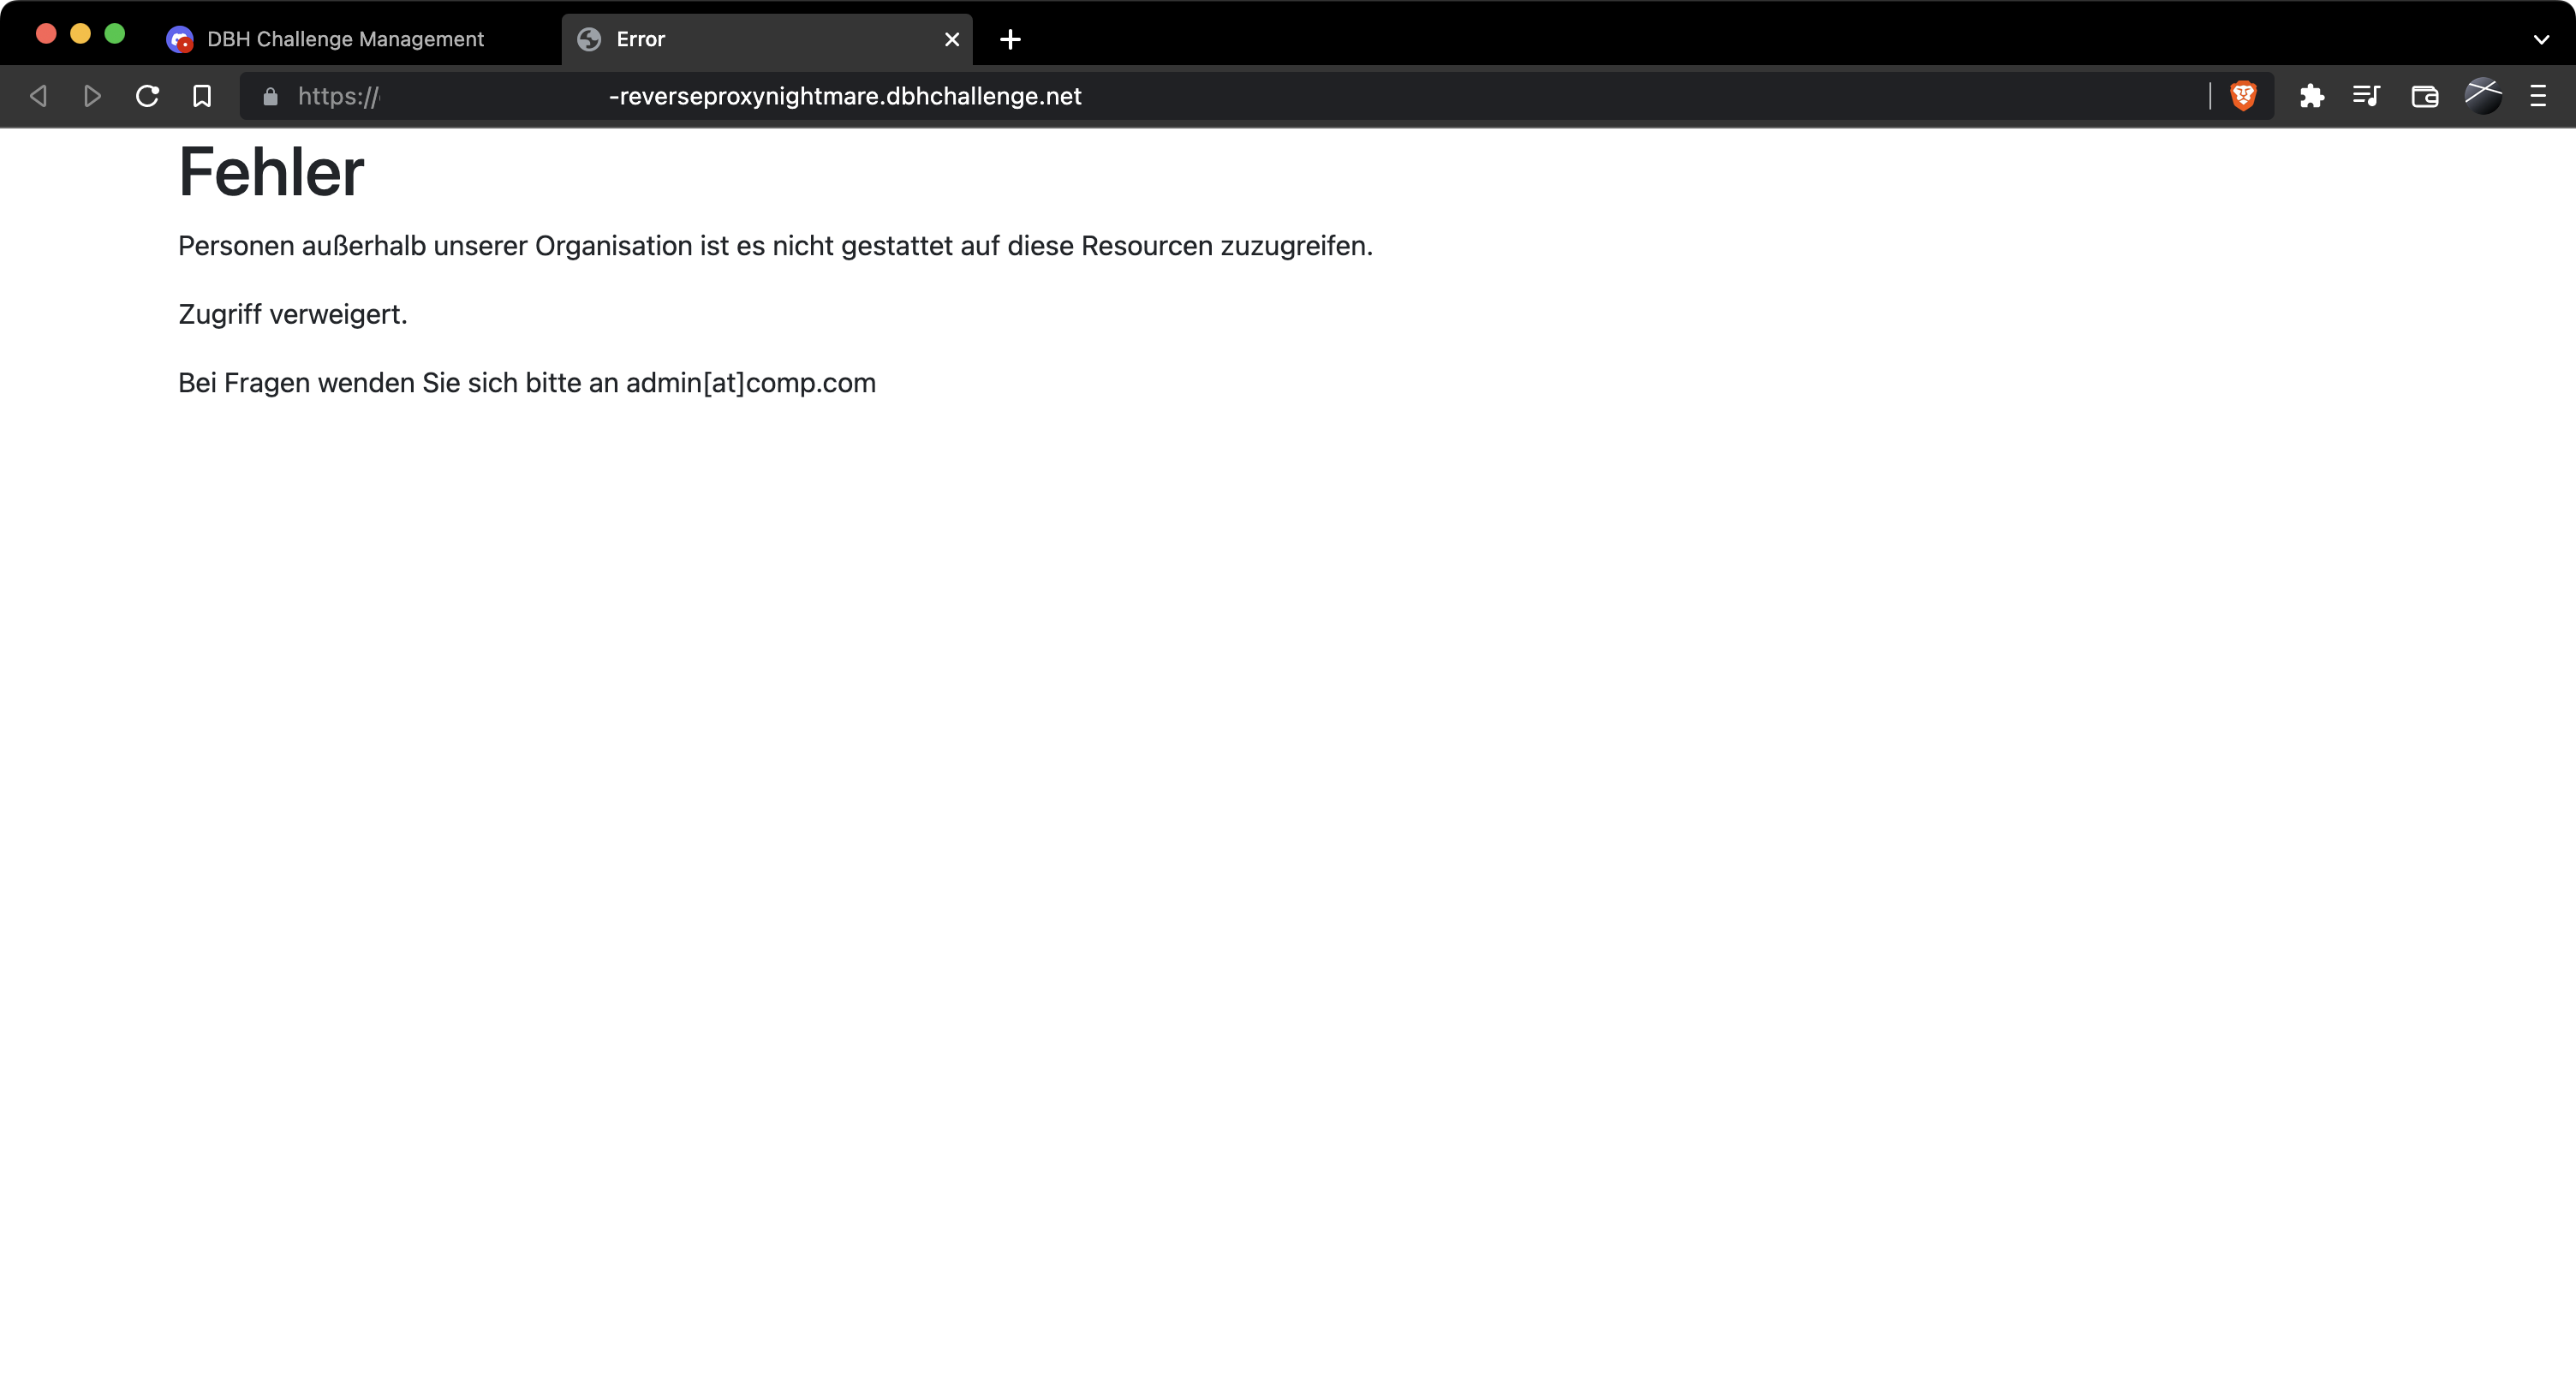 DBH Challenge Management
Error
https://
-reverseproxynightmare.dbhchallenge.net
Fehler
Personen außerhalb unserer Organisation ist es nicht gestattet auf diese Resourcen zuzugreifen.
Zugriff verweigert.
Bei Fragen wenden Sie sich bitte an admin[at]comp.com